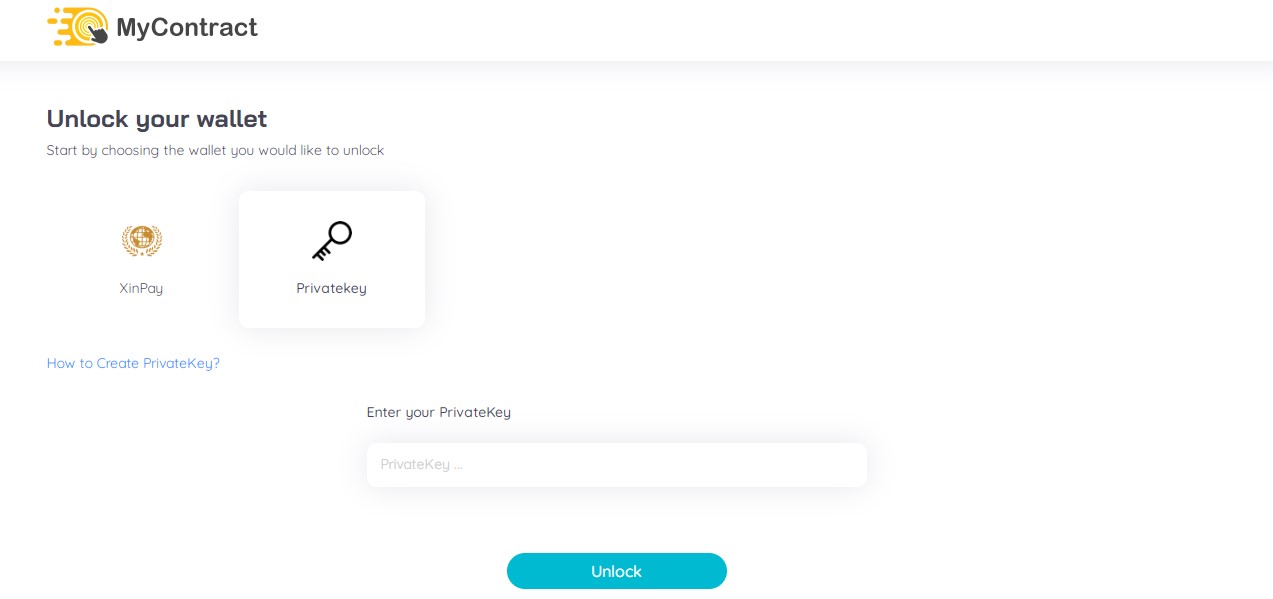 MyContract
Unlock your wallet
Start by choosing the wallet you would like to unlock
XinPay
Privatekey
How to Create PrivateKey?
Enter your PrivateKey
PrivateKey ...
Unlock